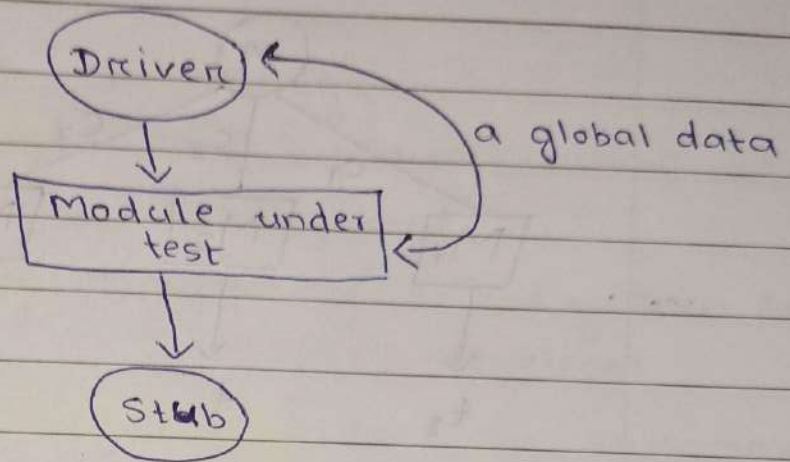 Driver
a global data
Module under
test
Stub